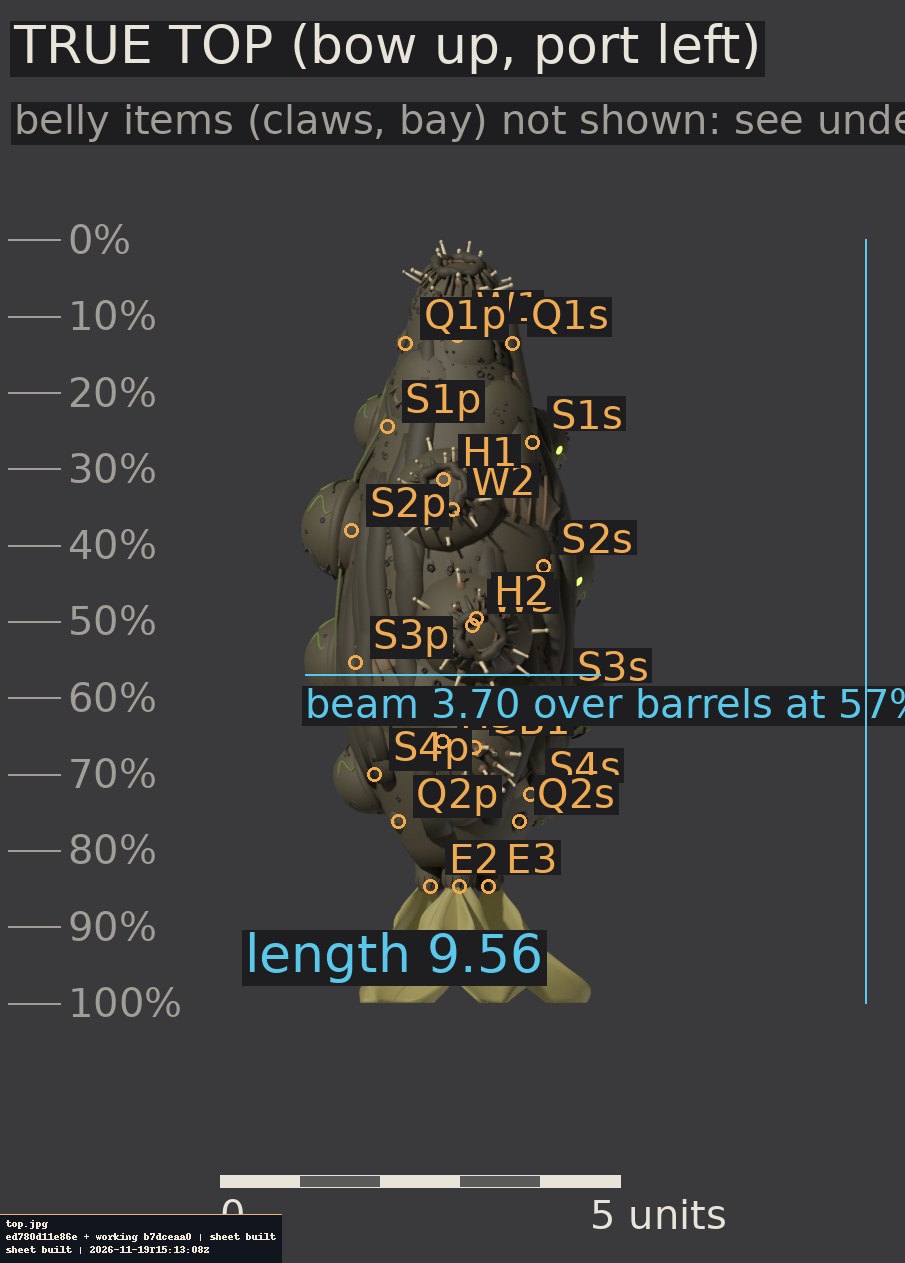 TRUE TOP (bow up, port left)
belly items (claws, bay) not shown: see unde
0%
10%
Q1p
Q1s
20%
S1p
S1s
30%
H1
W2
S2p
40%
S2s
H2
50%
S3p
S3s
60%
beam 3.70 over barrels at 57%
S4p
S4s
70%
Q2p
Q2s
80%
E2
E3
90%
length 9.56
100%
0
5 units
top.jpg
ed780d11e86e + working b7dceaa0 | sheet built
sheet built | 2026-11-19T15:13:08Z